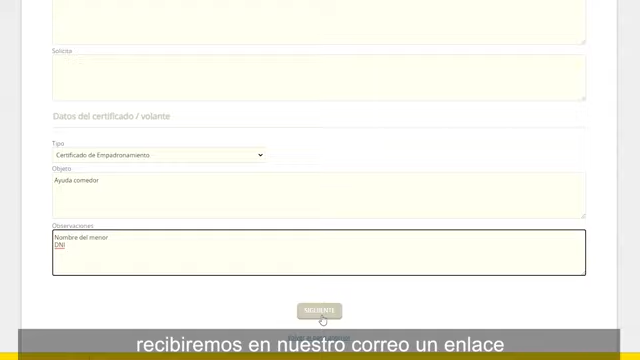 Solicita
Datos del certificado / volante
Tipo
Certificado de Empadronamiento
Objeto
Ayuda comedor
Observaciones
Nombre del menor
DNI
SIGUIENTE
recibiremos en nuestro correo un enlace